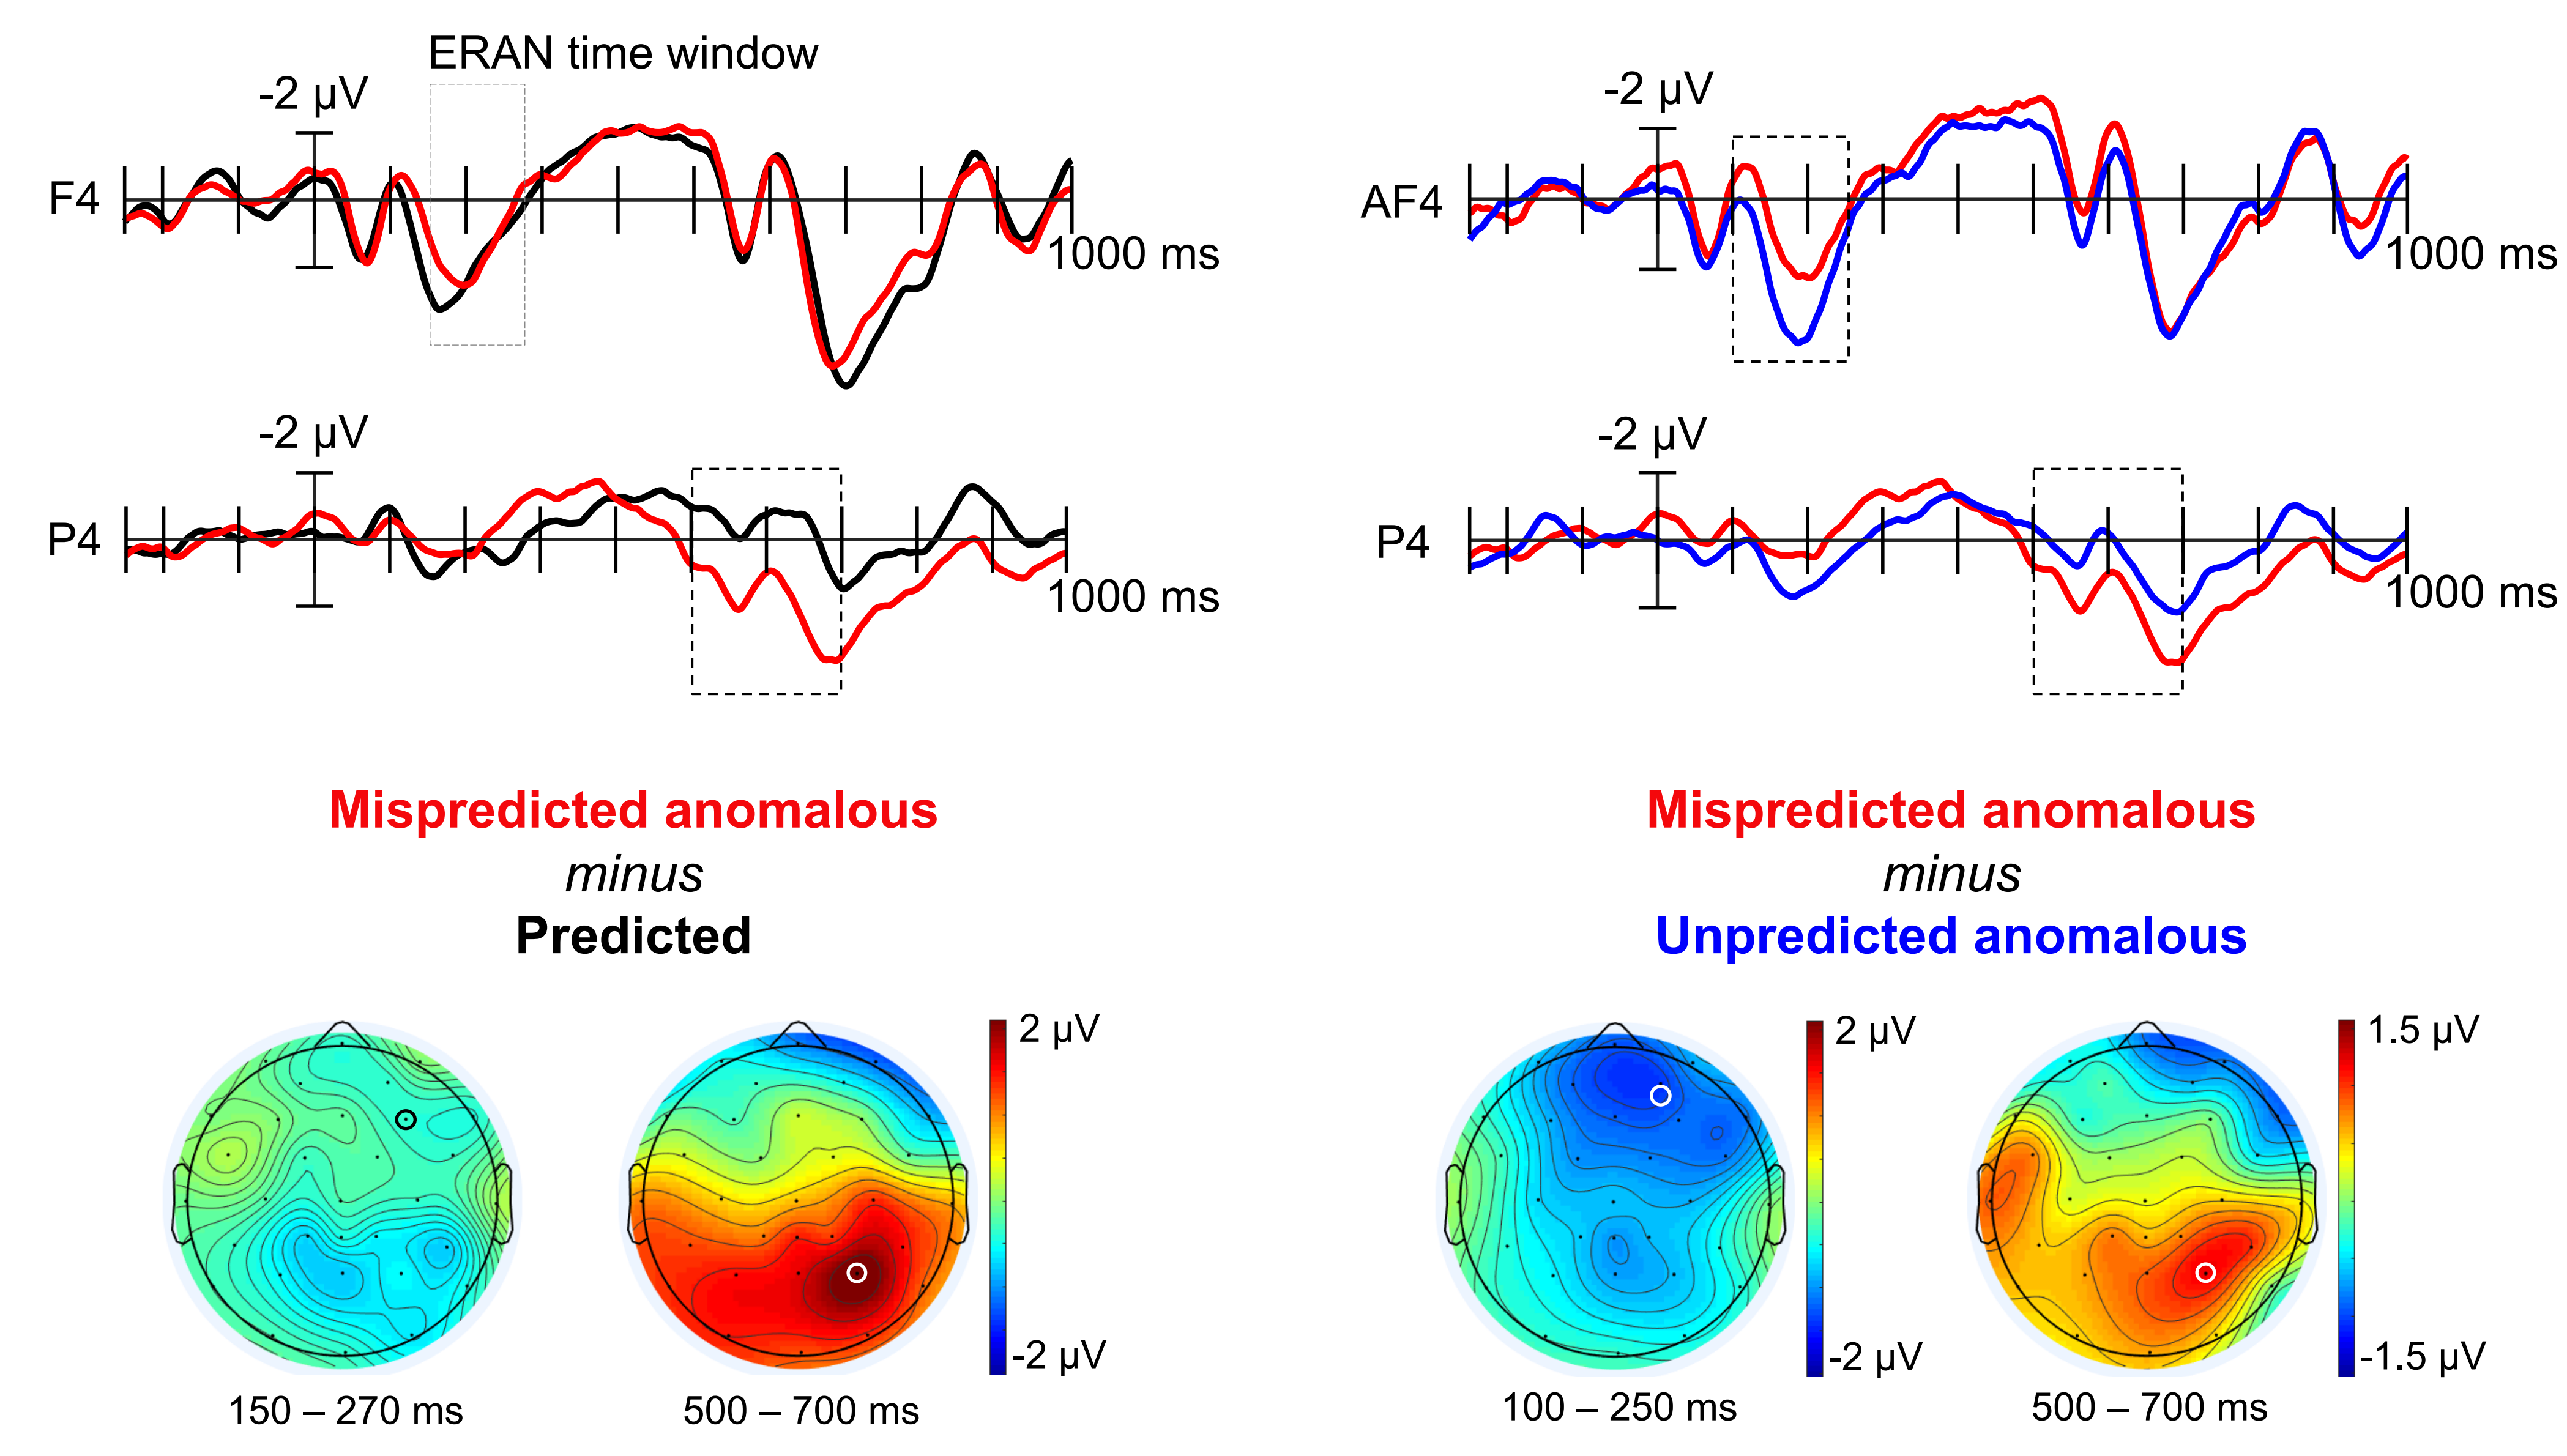 ERAN time window
-2 µV
F4
1000 ms
-2 µV
P4
1000 ms
-2 µV
AF4
1000 ms
-2 µV
P4
1000 ms
Mispredicted anomalous
minus
Predicted
Mispredicted anomalous
minus
Unpredicted anomalous
2 µV
-2 µV
150 – 270 ms
500 – 700 ms
2 µV
-2 µV
1.5 µV
-1.5 µV
100 – 250 ms
500 – 700 ms